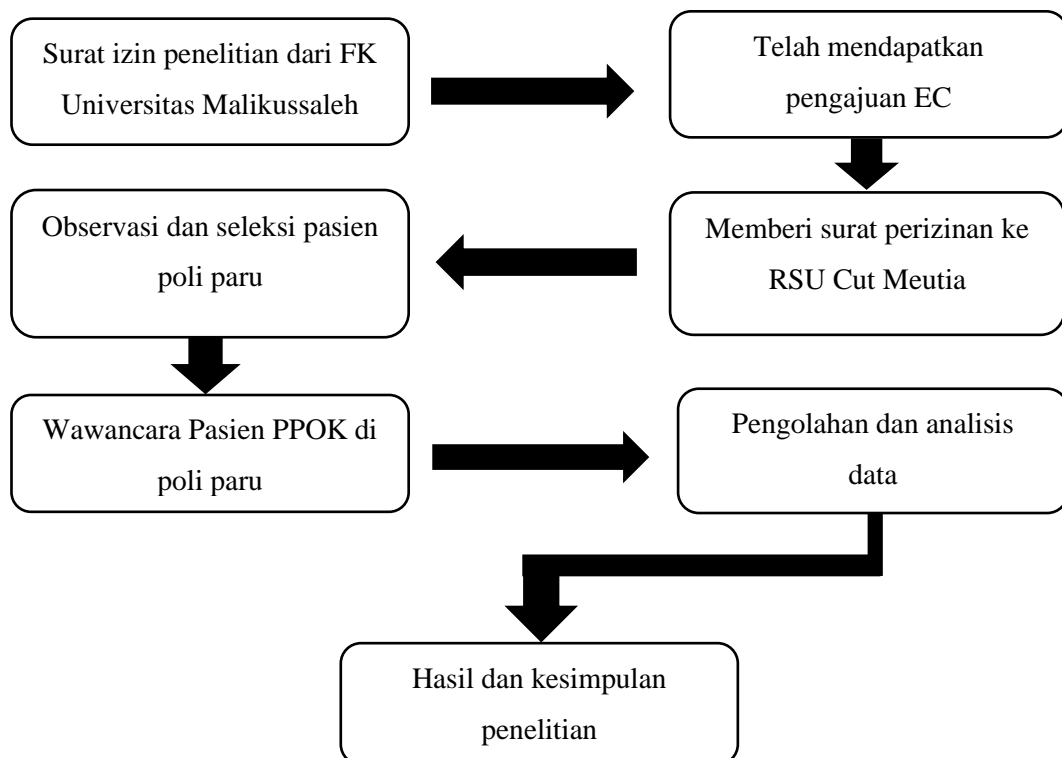 Surat izin penelitian dari FK
Universitas Malikussaleh
Telah mendapatkan
pengajuan EC
Memberi surat perizinan ke
RSU Cut Meutia
Observasi dan seleksi pasien
poli paru
Wawancara Pasien PPOK di
poli paru
Pengolahan dan analisis
data
Hasil dan kesimpulan
penelitian